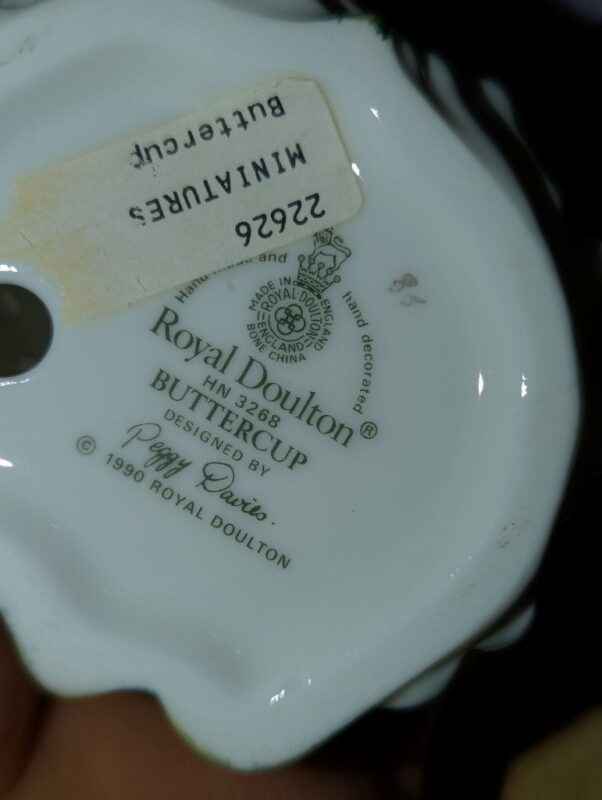 22626
MINIATURES
Buttercup
Hand made and hand decorated
MADE IN ENGLAND
ROYAL DOULTON
ENGLAND
BONE CHINA
Royal Doulton®
HN 3268
BUTTERCUP
DESIGNED BY
Peggy Davies.
© 1990 ROYAL DOULTON